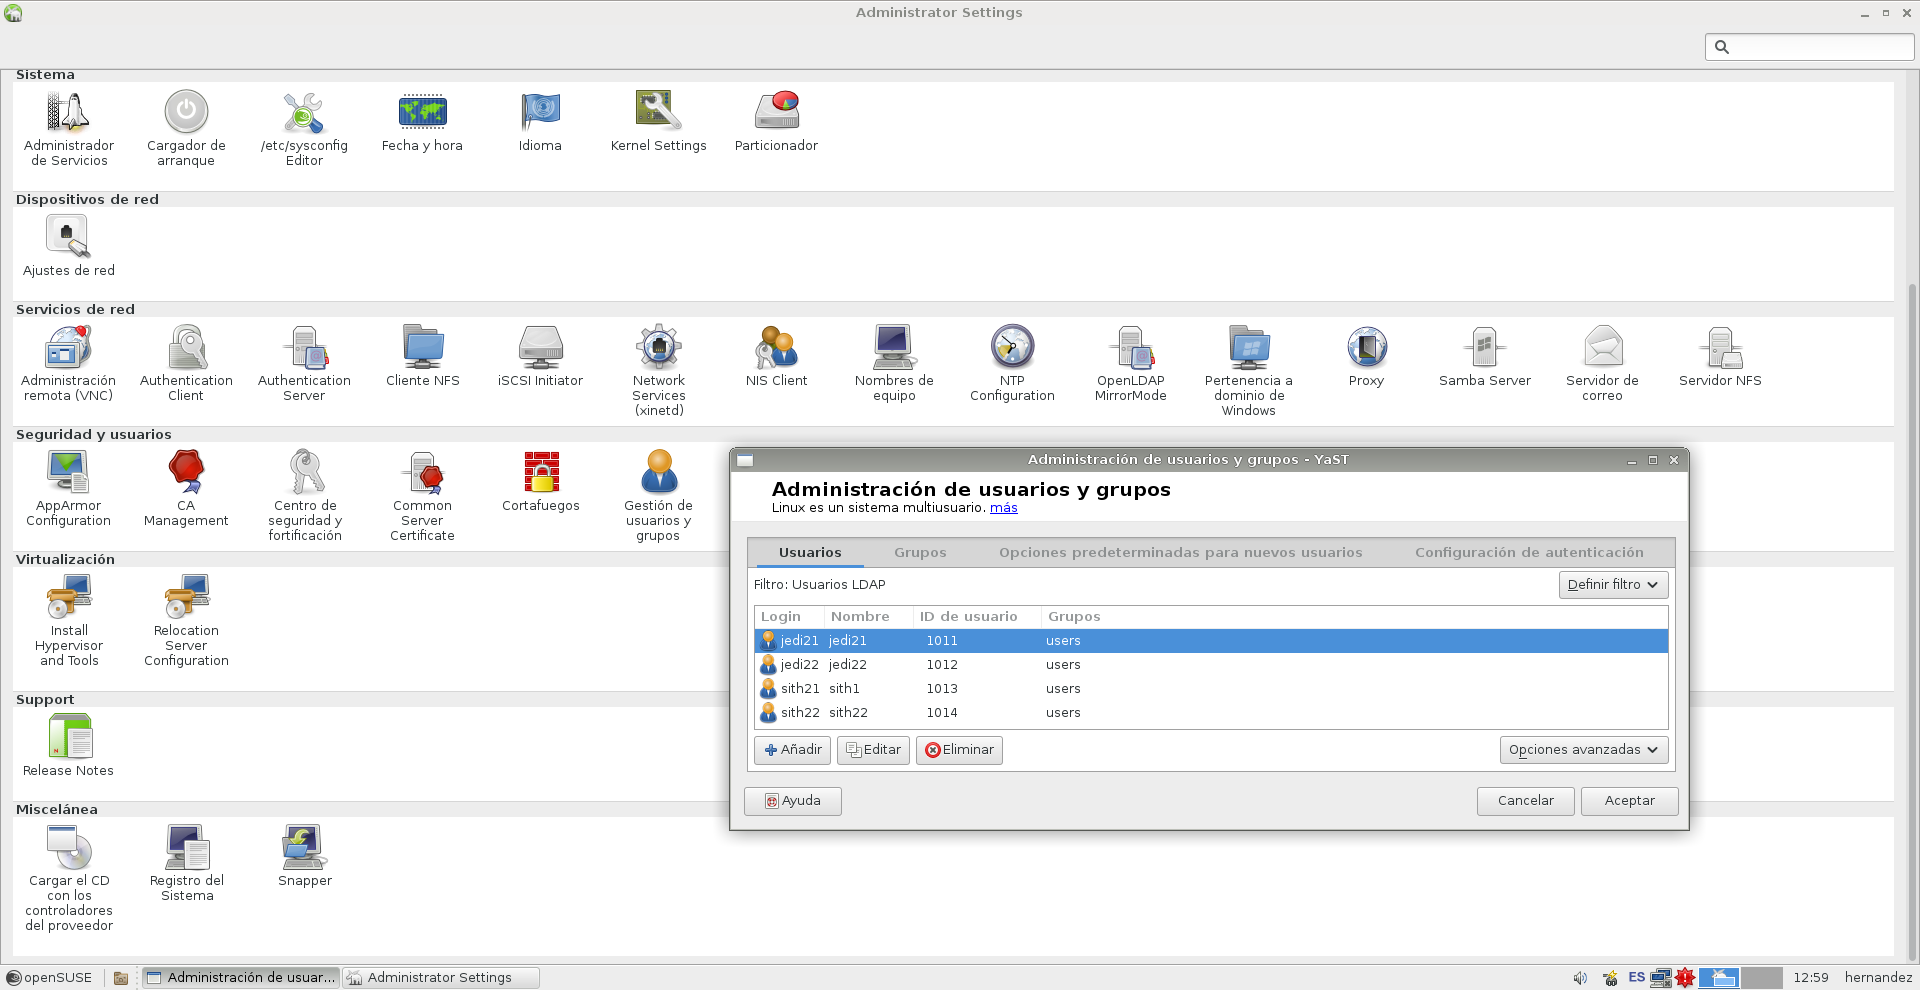 Administrator Settings
Sistema
Administrador de Servicios
Cargador de arranque
/etc/sysconfig Editor
Fecha y hora
Idioma
Kernel Settings
Particionador
Dispositivos de red
Ajustes de red
Servicios de red
Administración remota (VNC)
Authentication Client
Authentication Server
Cliente NFS
iSCSI Initiator
Network Services (xinetd)
NIS Client
Nombres de equipo
NTP Configuration
OpenLDAP MirrorMode
Pertenencia a dominio de Windows
Proxy
Samba Server
Servidor de correo
Servidor NFS
Seguridad y usuarios
AppArmor Configuration
CA Management
Centro de seguridad y fortificación
Common Server Certificate
Cortafuegos
Gestión de usuarios y grupos
Virtualización
Install Hypervisor and Tools
Relocation Server Configuration
Support
Release Notes
Miscelánea
Cargar el CD con los controladores del proveedor
Registro del Sistema
Snapper
Administración de usuarios y grupos - YaST
Administración de usuarios y grupos
Linux es un sistema multiusuario. más
Usuarios Grupos Opciones predeterminadas para nuevos usuarios Configuración de autenticación
Filtro: Usuarios LDAP Definir filtro
Login Nombre ID de usuario Grupos
jedi21 jedi21 1011 users
jedi22 jedi22 1012 users
sith21 sith1 1013 users
sith22 sith22 1014 users
Añadir Editar Eliminar Opciones avanzadas
Ayuda Cancelar Aceptar
openSUSE Administración de usuar... Administrator Settings ES 12:59 hernandez